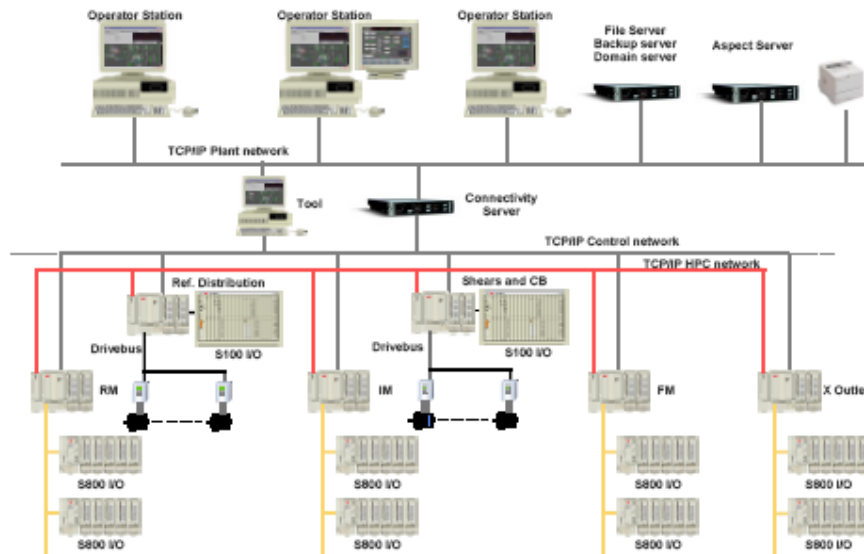 Operator Station
Operator Station
Operator Station
File Server
Backup server
Domain server
Aspect Server
TCP/IP Plant network
Tool
Connectivity
Server
TCP/IP Control network
TCP/IP HPC network
Ref. Distribution
Shears and CB
S100 I/O
S100 I/O
Drivebus
Drivebus
RM
IM
FM
X Outle
S800 I/O
S800 I/O
S800 I/O
S800 I/O
S800 I/O
S800 I/O
S800 I/O
S800 I/O